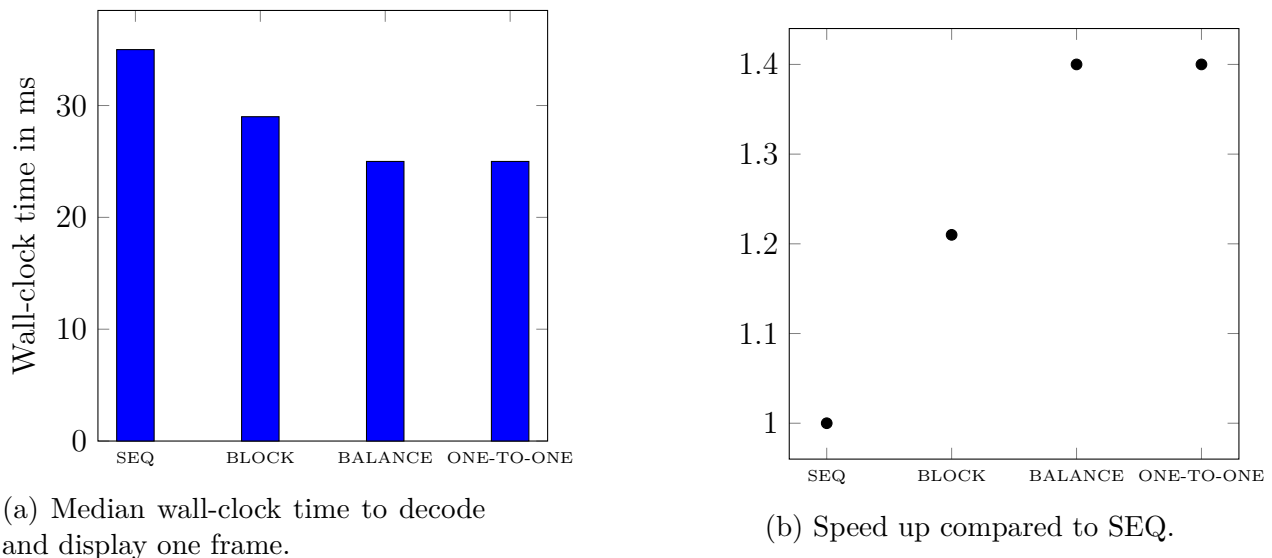 Wall-clock time in ms
30
20
10
0
SEQ BLOCK BALANCE ONE-TO-ONE
(a) Median wall-clock time to decode
and display one frame.
1.4
1.3
1.2
1.1
1
SEQ BLOCK BALANCE ONE-TO-ONE
(b) Speed up compared to SEQ.